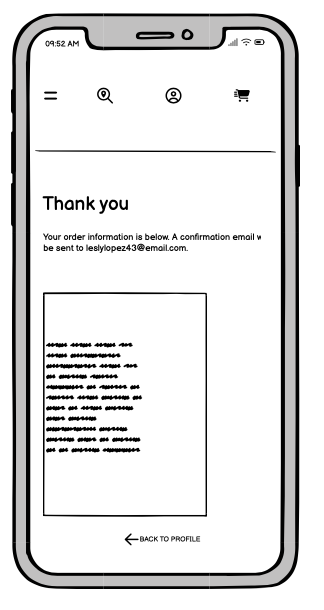 09:52 AM
Thank you
Your order information is below. A confirmation email w
be sent to leslylopez43@email.com.
BACK TO PROFILE